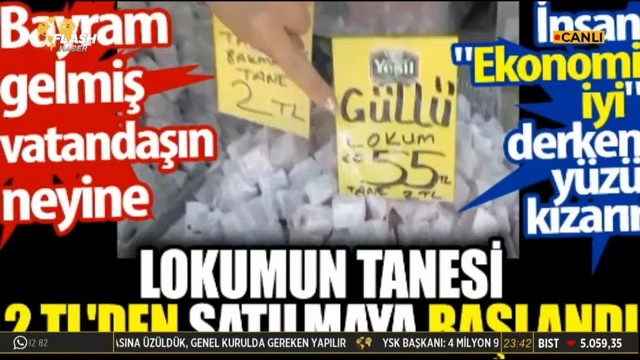 FLASH
HABER
CANLI
Bayram
gelmiş
vatandaşın
neyine
İnsan
"Ekonomi
iyi"
derken
yüzü
kızarır
TANE
2 TL
Yeşil
GÜLLÜ
LOKUM
KG 55 TL
TANE 2 TL
LOKUMUN TANESİ
2 TL'DEN SATILMAYA BAŞLANDI
12 82 ASINA ÜZÜLDÜK, GENEL KURULDA GEREKEN YAPILIR YSK BAŞKANI: 4 MİLYON 9 23:42 BIST 5.059,35